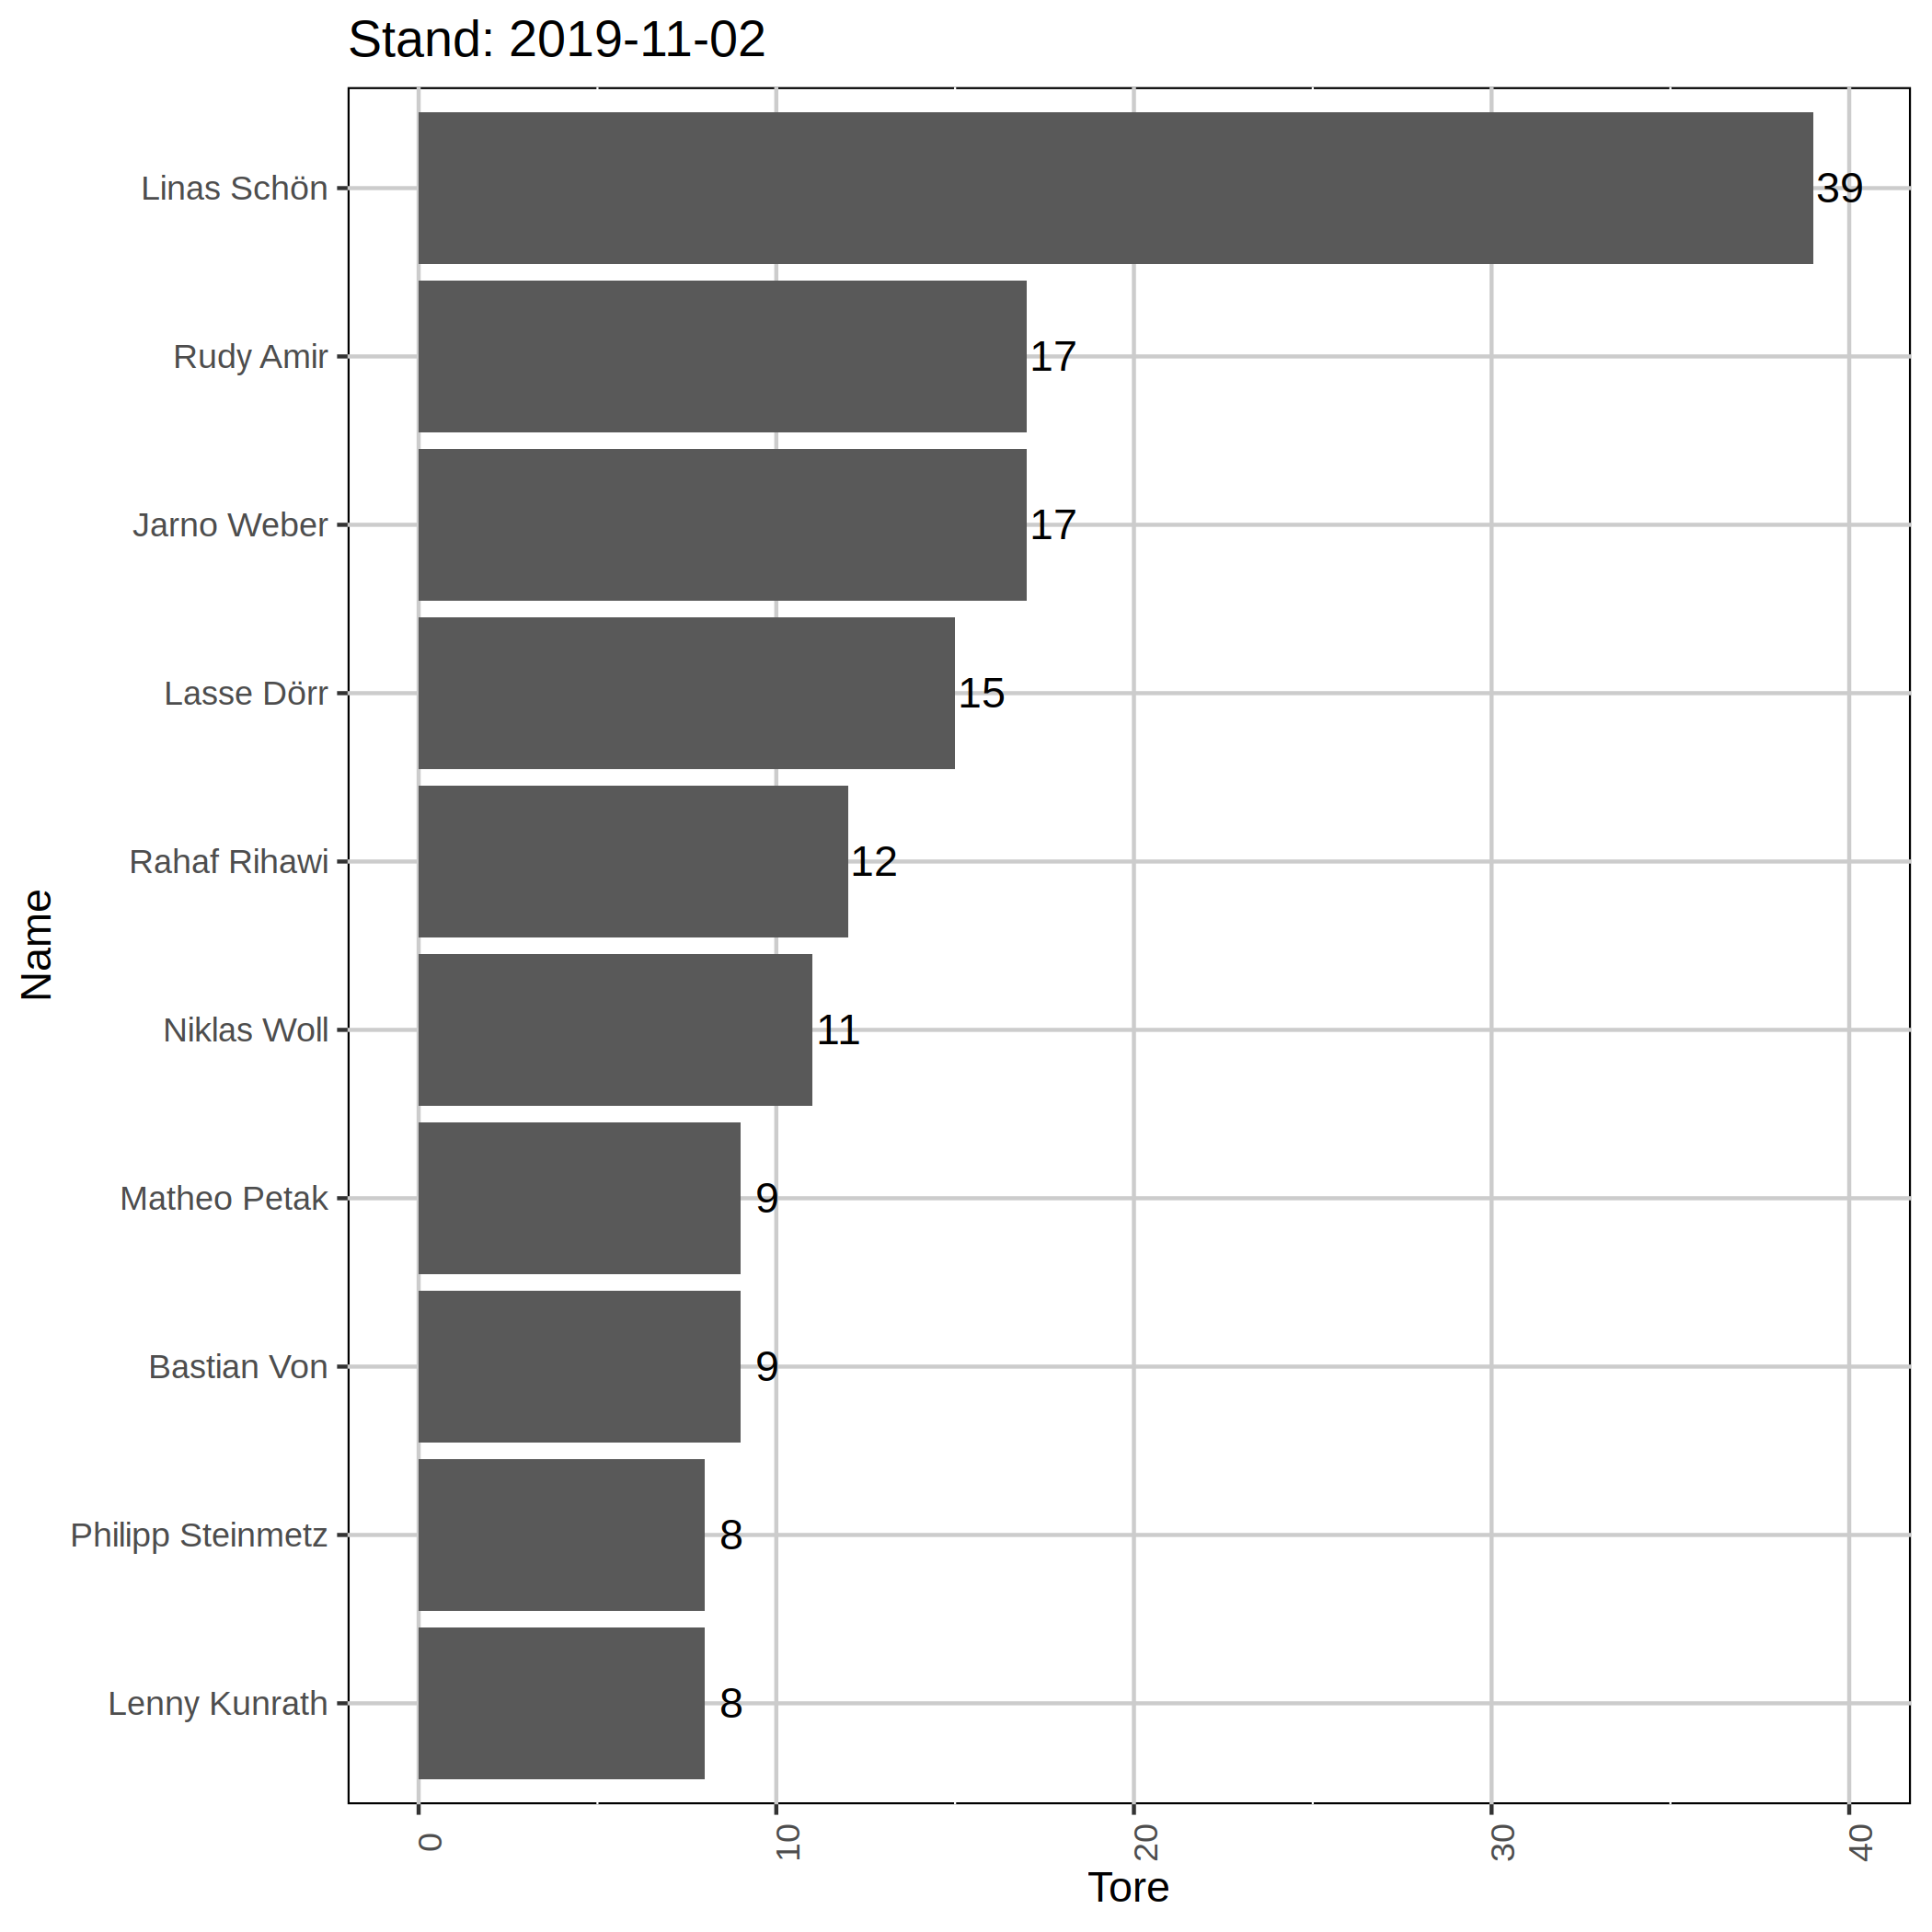 Stand: 2019-11-02
Name
Linas Schön 39
Rudy Amir 17
Jarno Weber 17
Lasse Dörr 15
Rahaf Rihawi 12
Niklas Woll 11
Matheo Petak 9
Bastian Von 9
Philipp Steinmetz 8
Lenny Kunrath 8
0 10 20 30 40
Tore